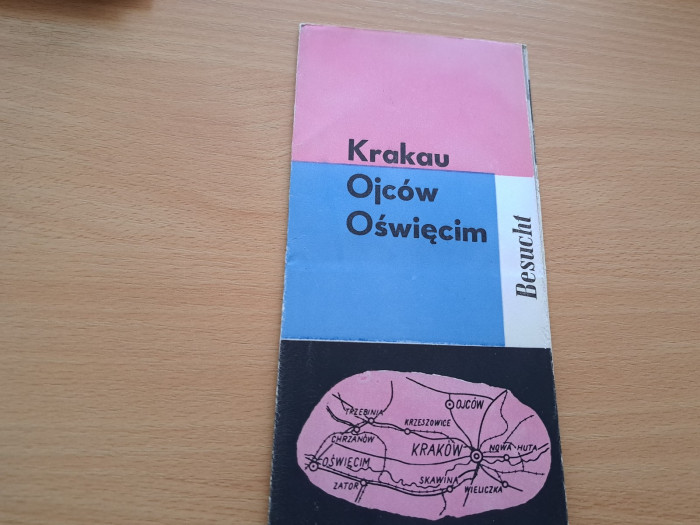 Krakau
Ojców
Oświęcim
Besucht
OJCÓW
TRZEBINIA
KRZESZOWICE
CHRZANÓW
KRAKÓW
NOWA HUTA
OŚWIĘCIM
SKAWINA
ZATOR
WIELICZKA